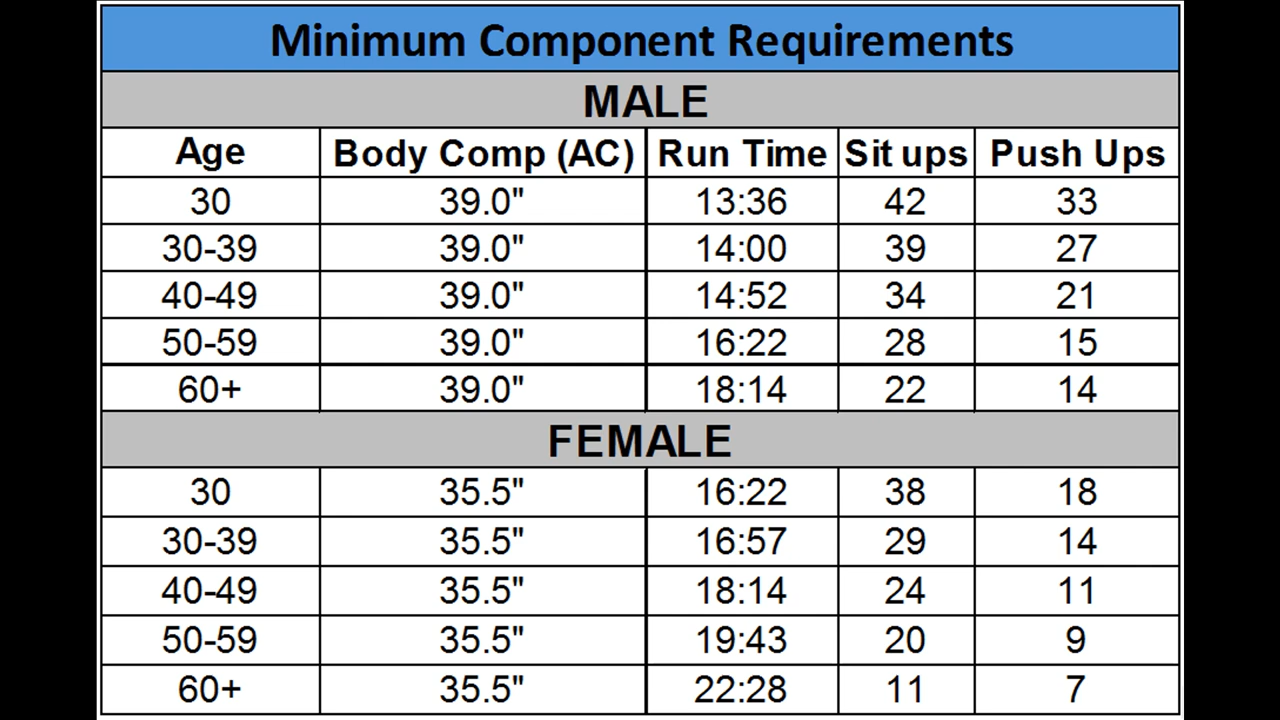 Minimum Component Requirements
MALE
Age Body Comp (AC) Run Time Sit ups Push Ups
30 39.0" 13:36 42 33
30-39 39.0" 14:00 39 27
40-49 39.0" 14:52 34 21
50-59 39.0" 16:22 28 15
60+ 39.0" 18:14 22 14
FEMALE
30 35.5" 16:22 38 18
30-39 35.5" 16:57 29 14
40-49 35.5" 18:14 24 11
50-59 35.5" 19:43 20 9
60+ 35.5" 22:28 11 7